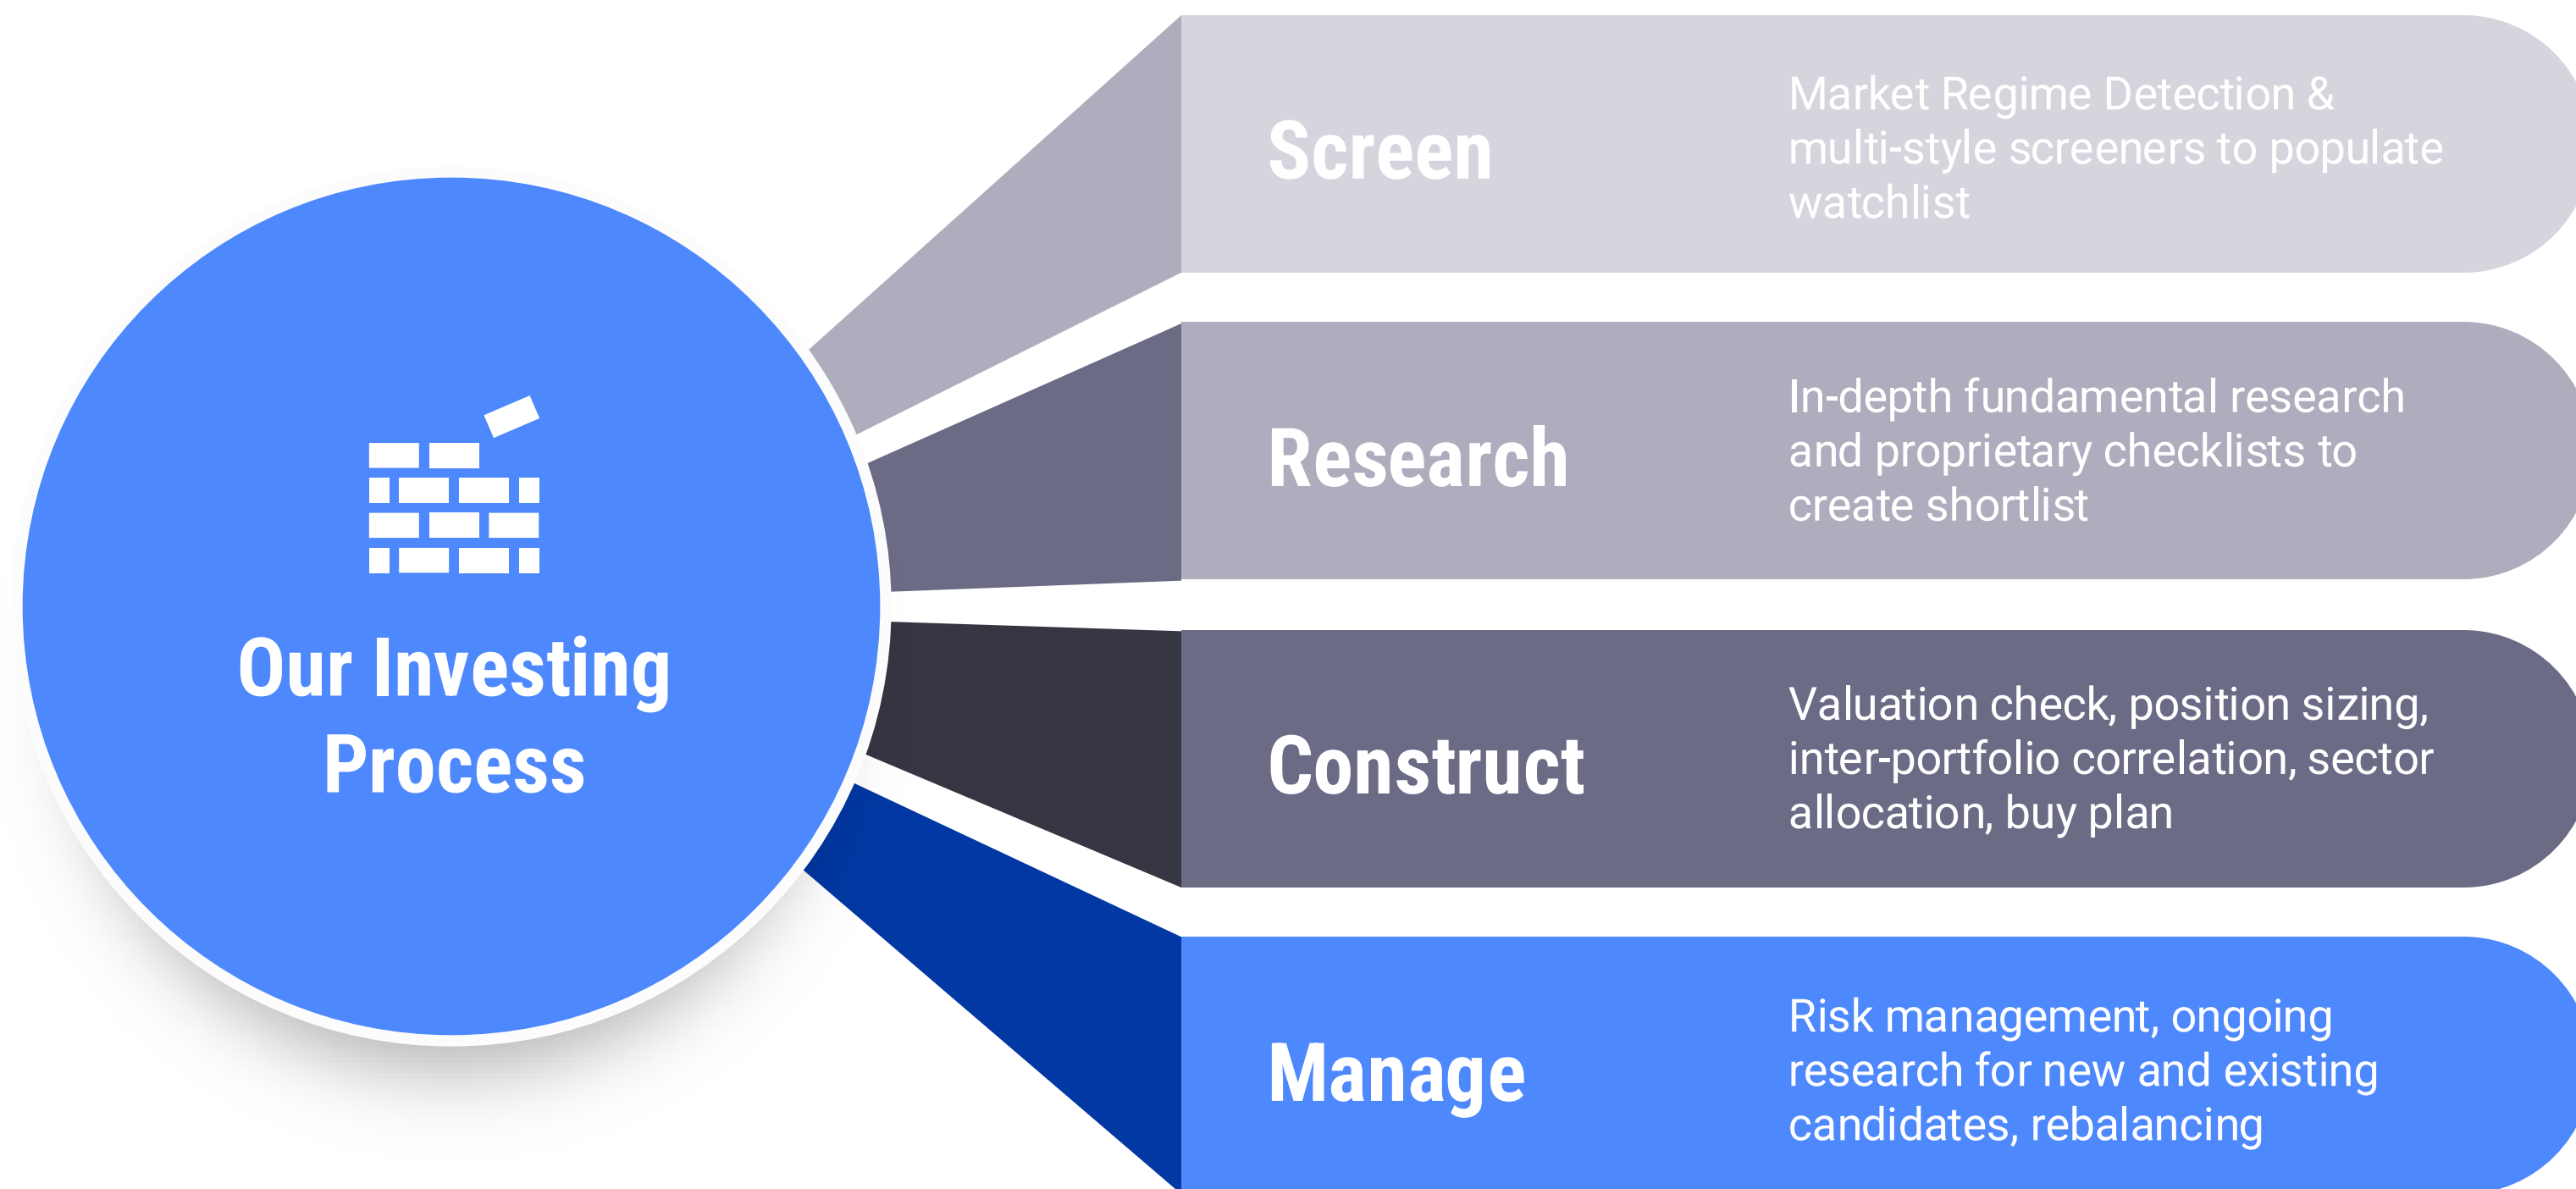 Our Investing
Process
Screen
Market Regime Detection &
multi-style screeners to populate
watchlist
Research
In-depth fundamental research
and proprietary checklists to
create shortlist
Construct
Valuation check, position sizing,
inter-portfolio correlation, sector
allocation, buy plan
Manage
Risk management, ongoing
research for new and existing
candidates, rebalancing